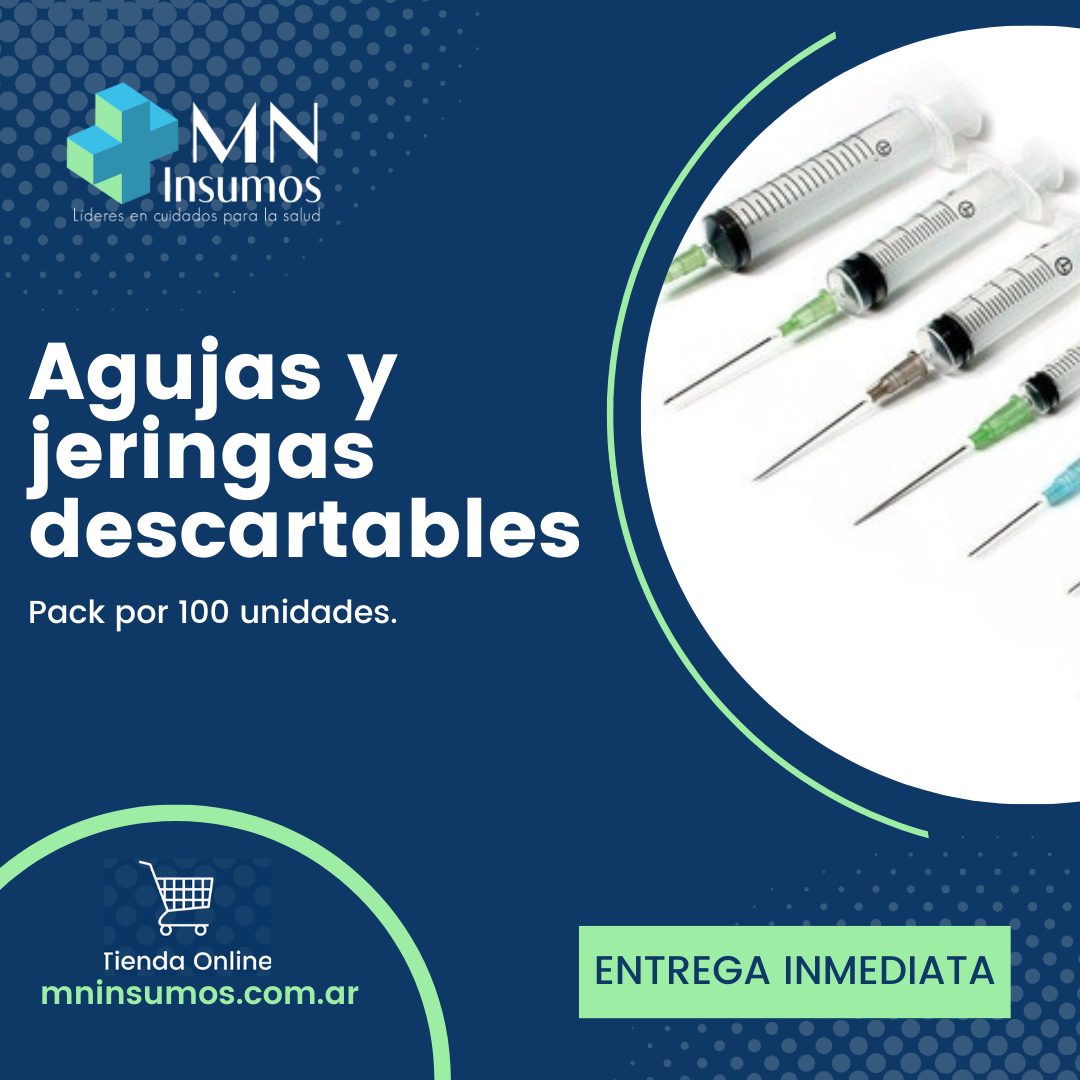 MN
Insumos
Líderes en cuidados para la salud
Agujas y
jeringas
descartables
Pack por 100 unidades.
Tienda Online
mninsumos.com.ar
ENTREGA INMEDIATA